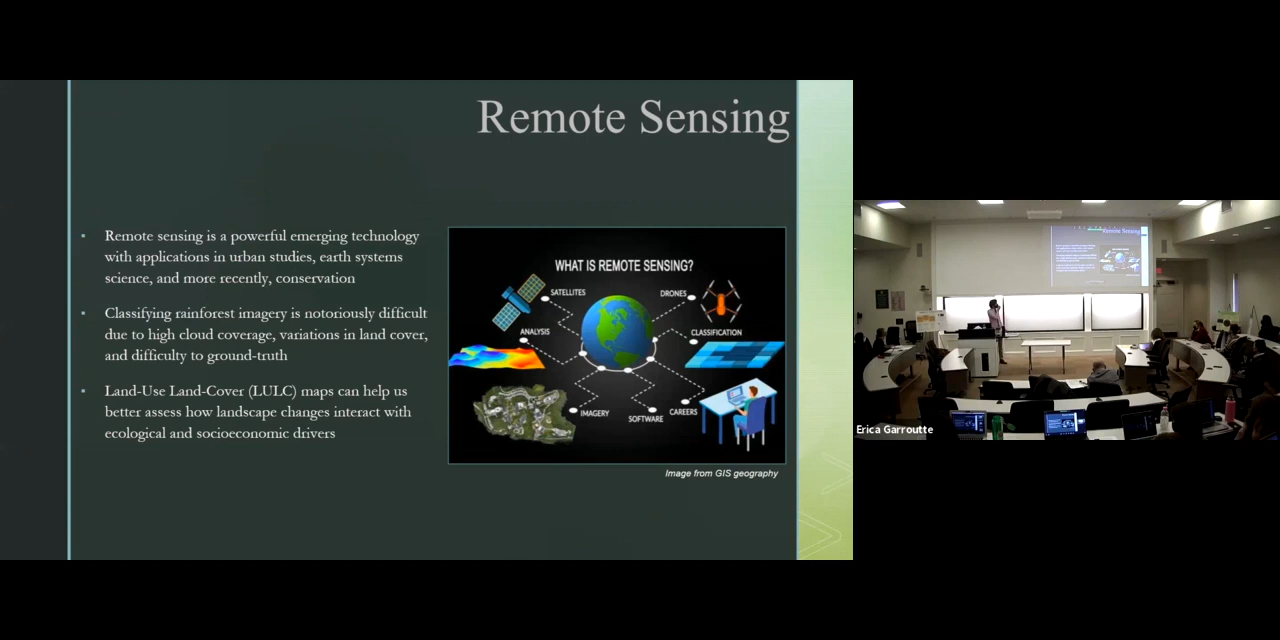 Remote Sensing
▪ Remote sensing is a powerful emerging technology
with applications in urban studies, earth systems
science, and more recently, conservation
▪ Classifying rainforest imagery is notoriously difficult
due to high cloud coverage, variations in land cover,
and difficulty to ground-truth
▪ Land-Use Land-Cover (LULC) maps can help us
better assess how landscape changes interact with
ecological and socioeconomic drivers
WHAT IS REMOTE SENSING?
SATELLITES
DRONES
ANALYSIS
CLASSIFICATION
IMAGERY
SOFTWARE
CAREERS
Image from GIS geography
Remote Sensing
Erica Garroutte